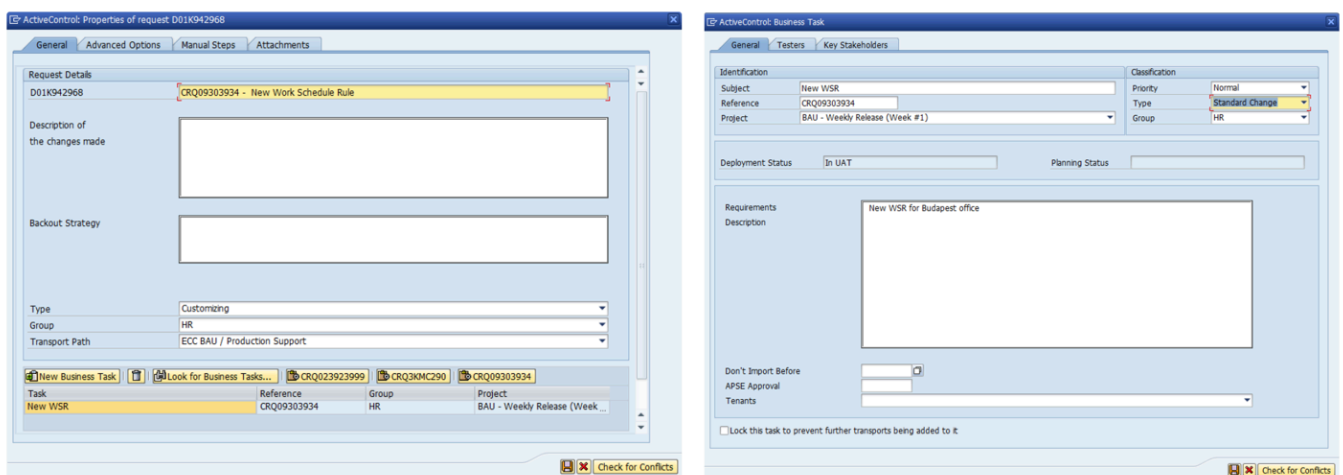 ActiveControl: Properties of request D01K942968
General Advanced Options Manual Steps Attachments
Request Details
D01K942968 CRQ09303934 - New Work Schedule Rule
Description of
the changes made
Backout Strategy
Type Customizing
Group HR
Transport Path ECC BAU / Production Support
New Business Task Look for Business Tasks... CRQ023923999 CRQ3KMC290 CRQ09303934
Task Reference Group Project
New WSR CRQ09303934 HR BAU - Weekly Release (Week ...
Check for Conflicts
ActiveControl: Business Task
General Testers Key Stakeholders
Identification
Subject New WSR
Reference CRQ09303934
Project BAU - Weekly Release (Week #1)
Classification
Priority Normal
Type Standard Change
Group HR
Deployment Status In UAT Planning Status
Requirements New WSR for Budapest office
Description
Don't Import Before
APSE Approval
Tenants
Lock this task to prevent further transports being added to it
Check for Conflicts